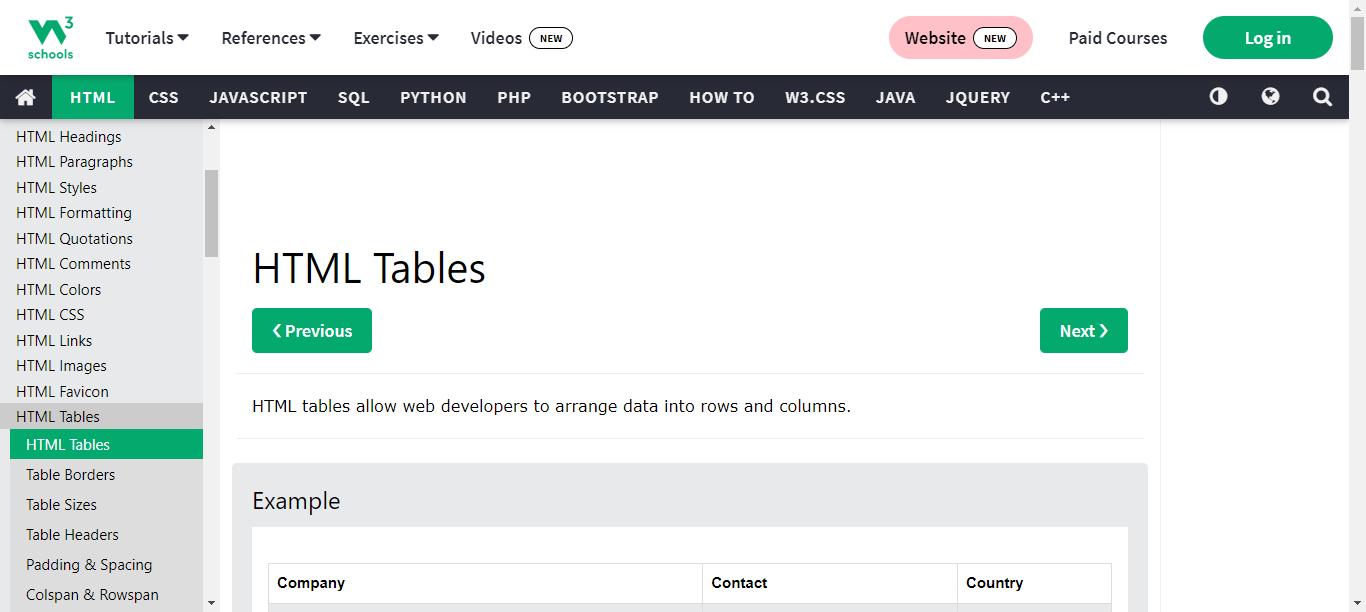 W3 schools
Tutorials References Exercises Videos NEW Website NEW Paid Courses Log in
HTML CSS JAVASCRIPT SQL PYTHON PHP BOOTSTRAP HOW TO W3.CSS JAVA JQUERY C++
HTML Headings
HTML Paragraphs
HTML Styles
HTML Formatting
HTML Quotations
HTML Comments
HTML Colors
HTML CSS
HTML Links
HTML Images
HTML Favicon
HTML Tables
HTML Tables
Table Borders
Table Sizes
Table Headers
Padding & Spacing
Colspan & Rowspan
HTML Tables
❮ Previous Next ❯
HTML tables allow web developers to arrange data into rows and columns.
Example
Company Contact Country